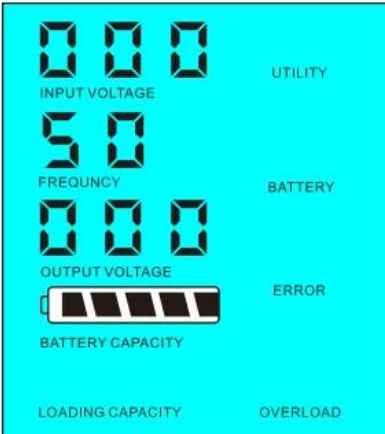 000
UTILITY
INPUT VOLTAGE
50
FREQUNCY
BATTERY
000
OUTPUT VOLTAGE
ERROR
BATTERY CAPACITY
LOADING CAPACITY
OVERLOAD